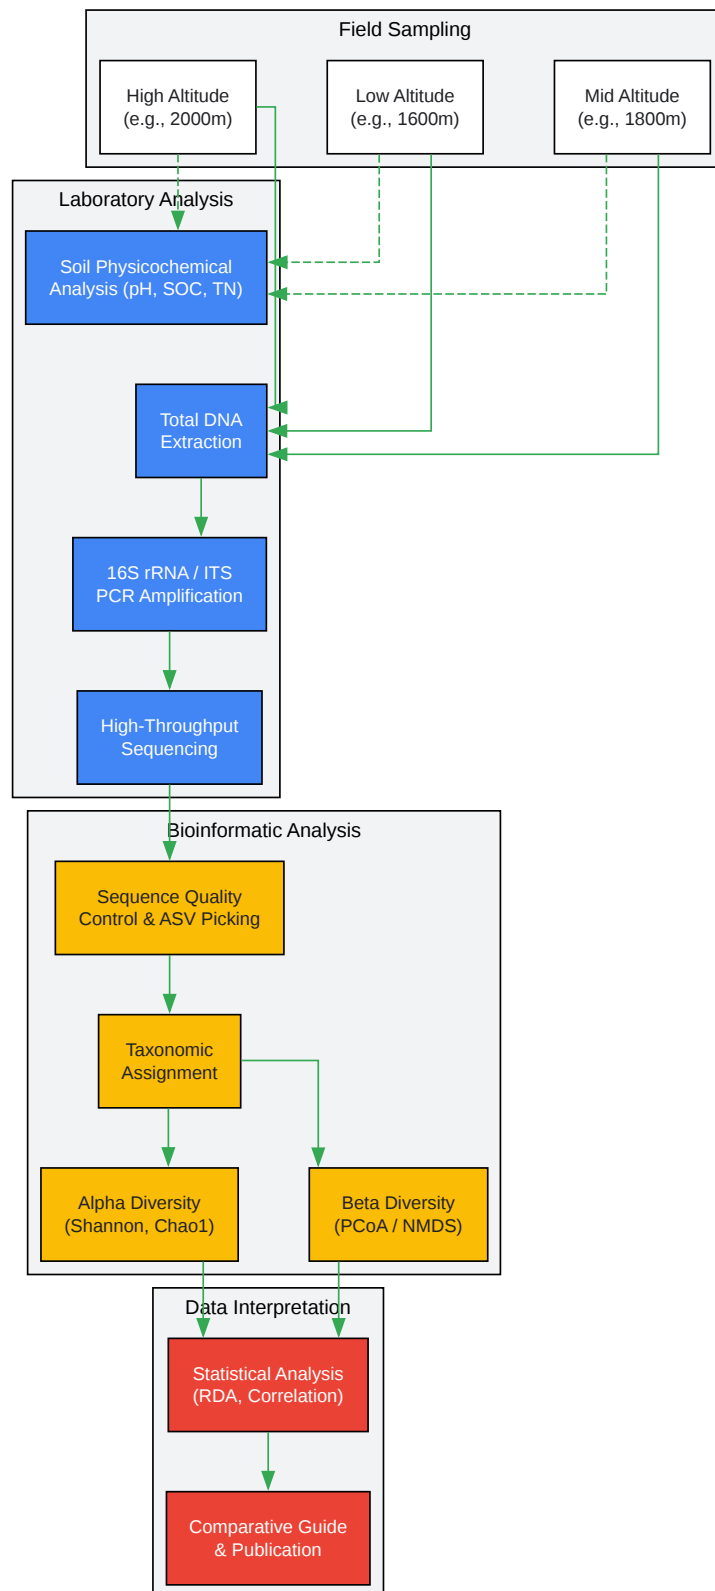 Field Sampling
High Altitude
(e.g., 2000m)
Low Altitude
(e.g., 1600m)
Mid Altitude
(e.g., 1800m)
Laboratory Analysis
Soil Physicochemical
Analysis (pH, SOC, TN)
Total DNA
Extraction
16S rRNA / ITS
PCR Amplification
High-Throughput
Sequencing
Bioinformatic Analysis
Sequence Quality
Control & ASV Picking
Taxonomic
Assignment
Alpha Diversity
(Shannon, Chao1)
Beta Diversity
(PCoA / NMDS)
Data Interpretation
Statistical Analysis
(RDA, Correlation)
Comparative Guide
& Publication